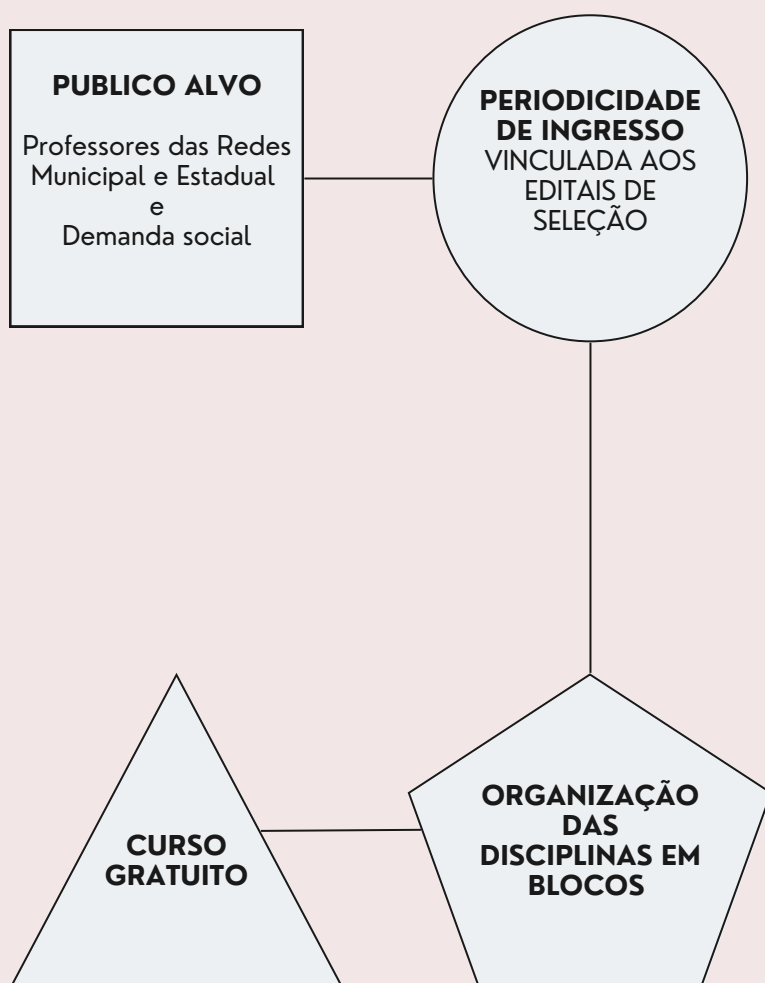 PUBLICO ALVO
Professores das Redes
Municipal e Estadual
e
Demanda social
PERIODICIDADE
DE INGRESSO
VINCULADA AOS
EDITAIS DE
SELEÇÃO
CURSO
GRATUITO
ORGANIZAÇÃO
DAS
DISCIPLINAS EM
BLOCOS